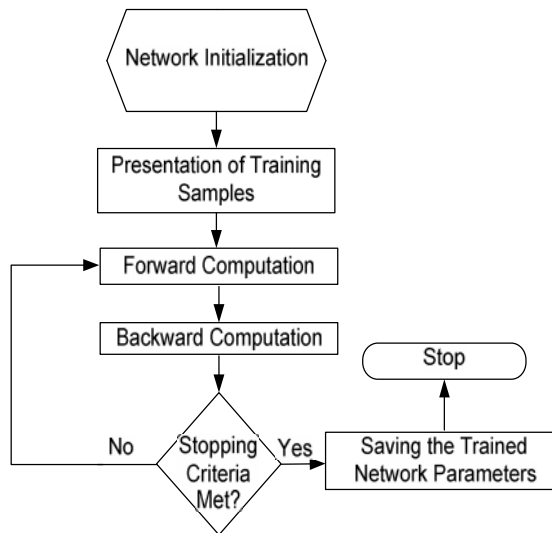 Network Initialization
Presentation of Training
Samples
Forward Computation
Backward Computation
Stop
No
Stopping
Criteria
Met?
Yes
Saving the Trained
Network Parameters